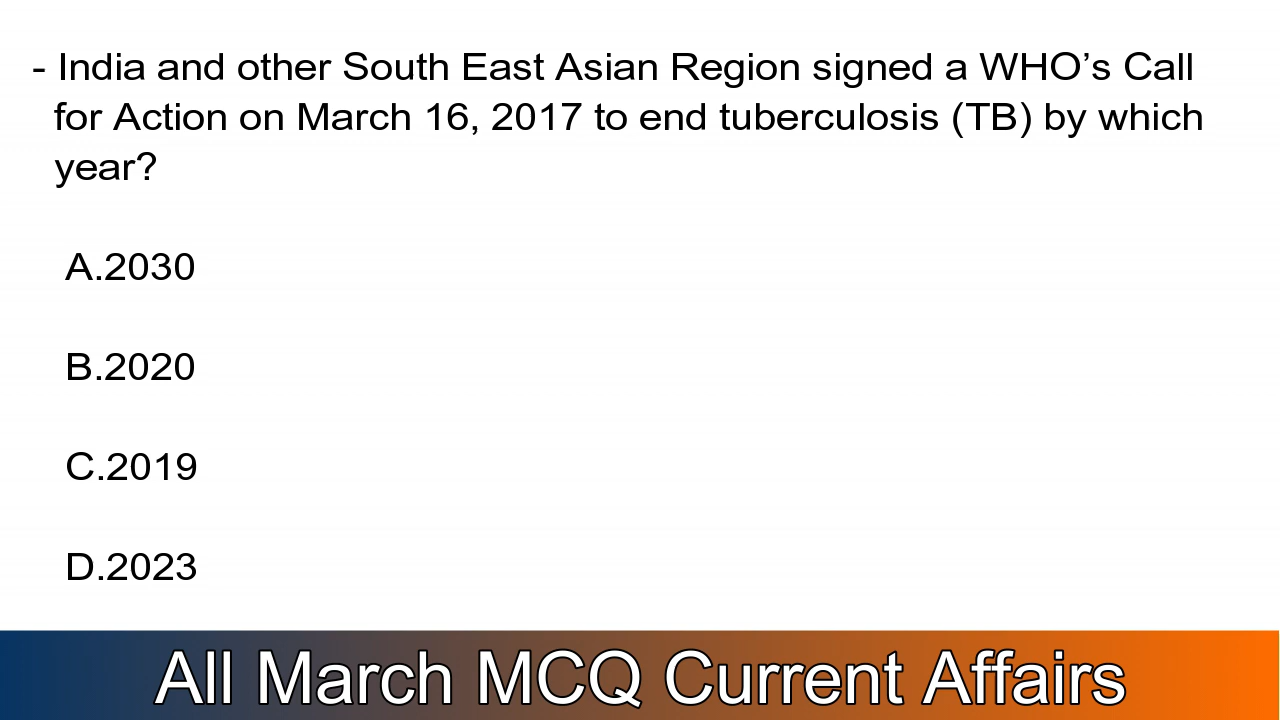 - India and other South East Asian Region signed a WHO’s Call
for Action on March 16, 2017 to end tuberculosis (TB) by which
year?
A.2030
B.2020
C.2019
D.2023
All March MCQ Current Affairs